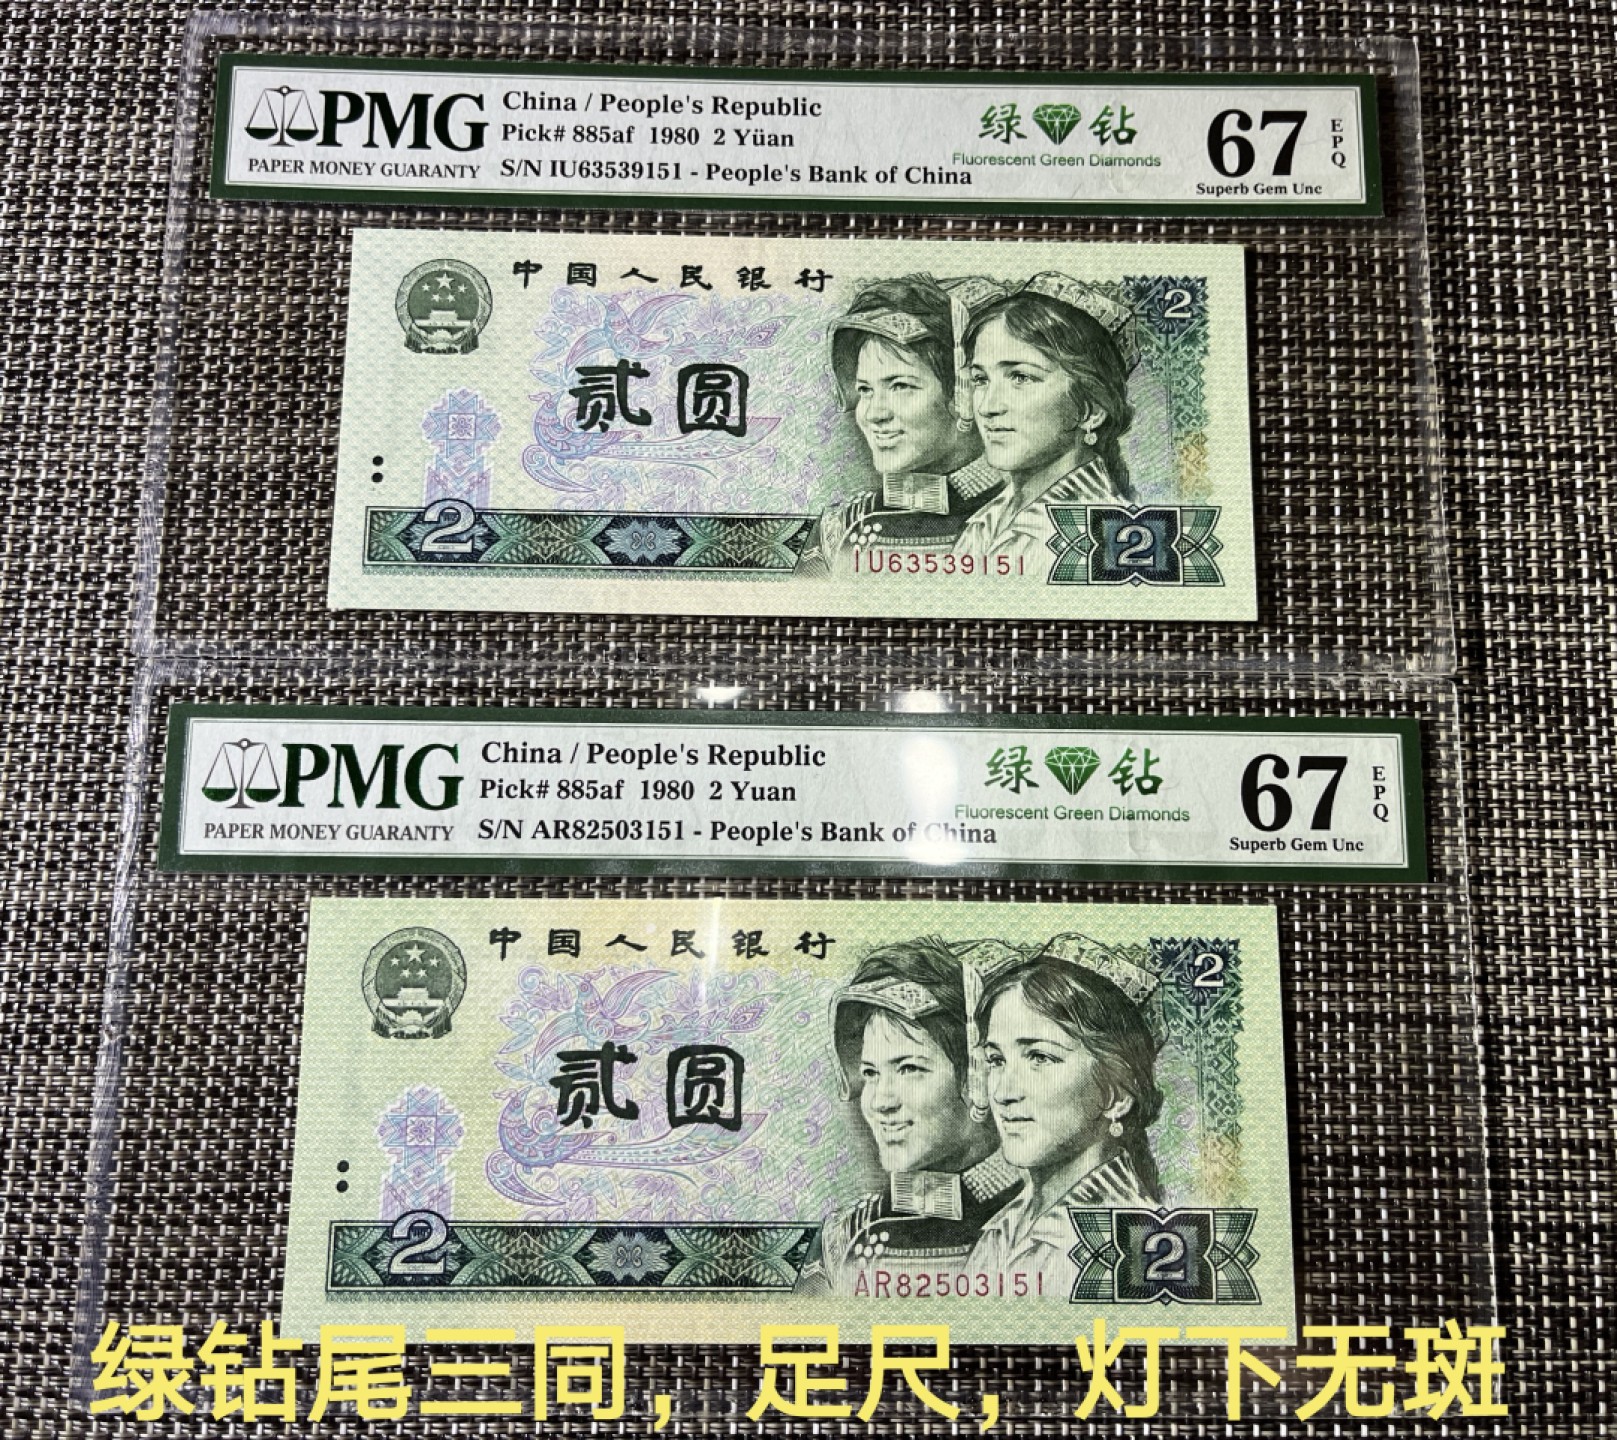 PMG
PAPER MONEY GUARANTY
China / People's Republic
Pick# 885af 1980 2 Yüan
S/N IU63539151 - People's Bank of China
绿 钻
Fluorescent Green Diamonds
67
EPQ
Superb Gem Unc
中国人民银行
2
贰圆
2
IU63539151
2
PMG
PAPER MONEY GUARANTY
China / People's Republic
Pick# 885af 1980 2 Yuan
S/N AR82503151 - People's Bank of China
绿 钻
Fluorescent Green Diamonds
67
EPQ
Superb Gem Unc
中国人民银行
2
贰圆
2
AR82503151
2
绿钻尾三同，足尺，灯下无斑